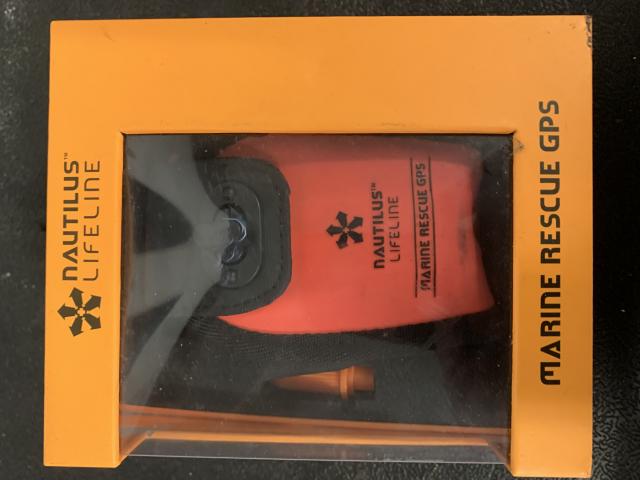 NAUTILUS™
LIFELINE
NAUTILUS™
LIFELINE
MARINE RESCUE GPS
MARINE RESCUE GPS